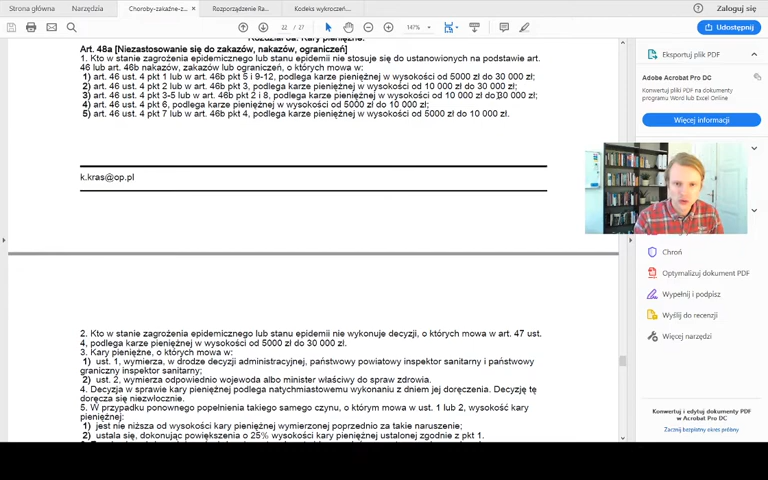 Strona główna
Narzędzia
Choroby-zakaźne-z... ×
Rozporządzenie Ra...
Kodeks wykroczeń...
Zaloguj się
22 / 27
147%
Udostępnij
Rozdział 8a. Kary pieniężne.
Art. 48a [Niezastosowanie się do zakazów, nakazów, ograniczeń]
1. Kto w stanie zagrożenia epidemicznego lub stanu epidemii nie stosuje się do ustanowionych na podstawie art.
46 lub art. 46b nakazów, zakazów lub ograniczeń, o których mowa w:
1) art. 46 ust. 4 pkt 1 lub w art. 46b pkt 5 i 9-12, podlega karze pieniężnej w wysokości od 5000 zł do 30 000 zł;
2) art. 46 ust. 4 pkt 2 lub w art. 46b pkt 3, podlega karze pieniężnej w wysokości od 10 000 zł do 30 000 zł;
3) art. 46 ust. 4 pkt 3-5 lub w art. 46b pkt 2 i 8, podlega karze pieniężnej w wysokości od 10 000 zł do 30 000 zł;
4) art. 46 ust. 4 pkt 6, podlega karze pieniężnej w wysokości od 5000 zł do 10 000 zł;
5) art. 46 ust. 4 pkt 7 lub w art. 46b pkt 4, podlega karze pieniężnej w wysokości od 5000 zł do 10 000 zł.
k.kras@op.pl
2. Kto w stanie zagrożenia epidemicznego lub stanu epidemii nie wykonuje decyzji, o których mowa w art. 47 ust.
4, podlega karze pieniężnej w wysokości od 5000 zł do 30 000 zł.
3. Kary pieniężne, o których mowa w:
1) ust. 1, wymierza, w drodze decyzji administracyjnej, państwowy powiatowy inspektor sanitarny i państwowy
graniczny inspektor sanitarny;
2) ust. 2, wymierza odpowiednio wojewoda albo minister właściwy do spraw zdrowia.
4. Decyzja w sprawie kary pieniężnej podlega natychmiastowemu wykonaniu z dniem jej doręczenia. Decyzję tę
doręcza się niezwłocznie.
5. W przypadku ponownego popełnienia takiego samego czynu, o którym mowa w ust. 1 lub 2, wysokość kary
pieniężnej:
1) jest nie niższa od wysokości kary pieniężnej wymierzonej poprzednio za takie naruszenie;
2) ustala się, dokonując powiększenia o 25% wysokości kary pieniężnej ustalonej zgodnie z pkt 1.
Eksportuj plik PDF
Adobe Acrobat Pro DC
Konwertuj pliki PDF na dokumenty
programu Word lub Excel Online
Więcej informacji
Chroń
Optymalizuj dokument PDF
Wypełnij i podpisz
Wyślij do recenzji
Więcej narzędzi
Konwertuj i edytuj dokumenty PDF
w Acrobat Pro DC
Zacznij bezpłatny okres próbny